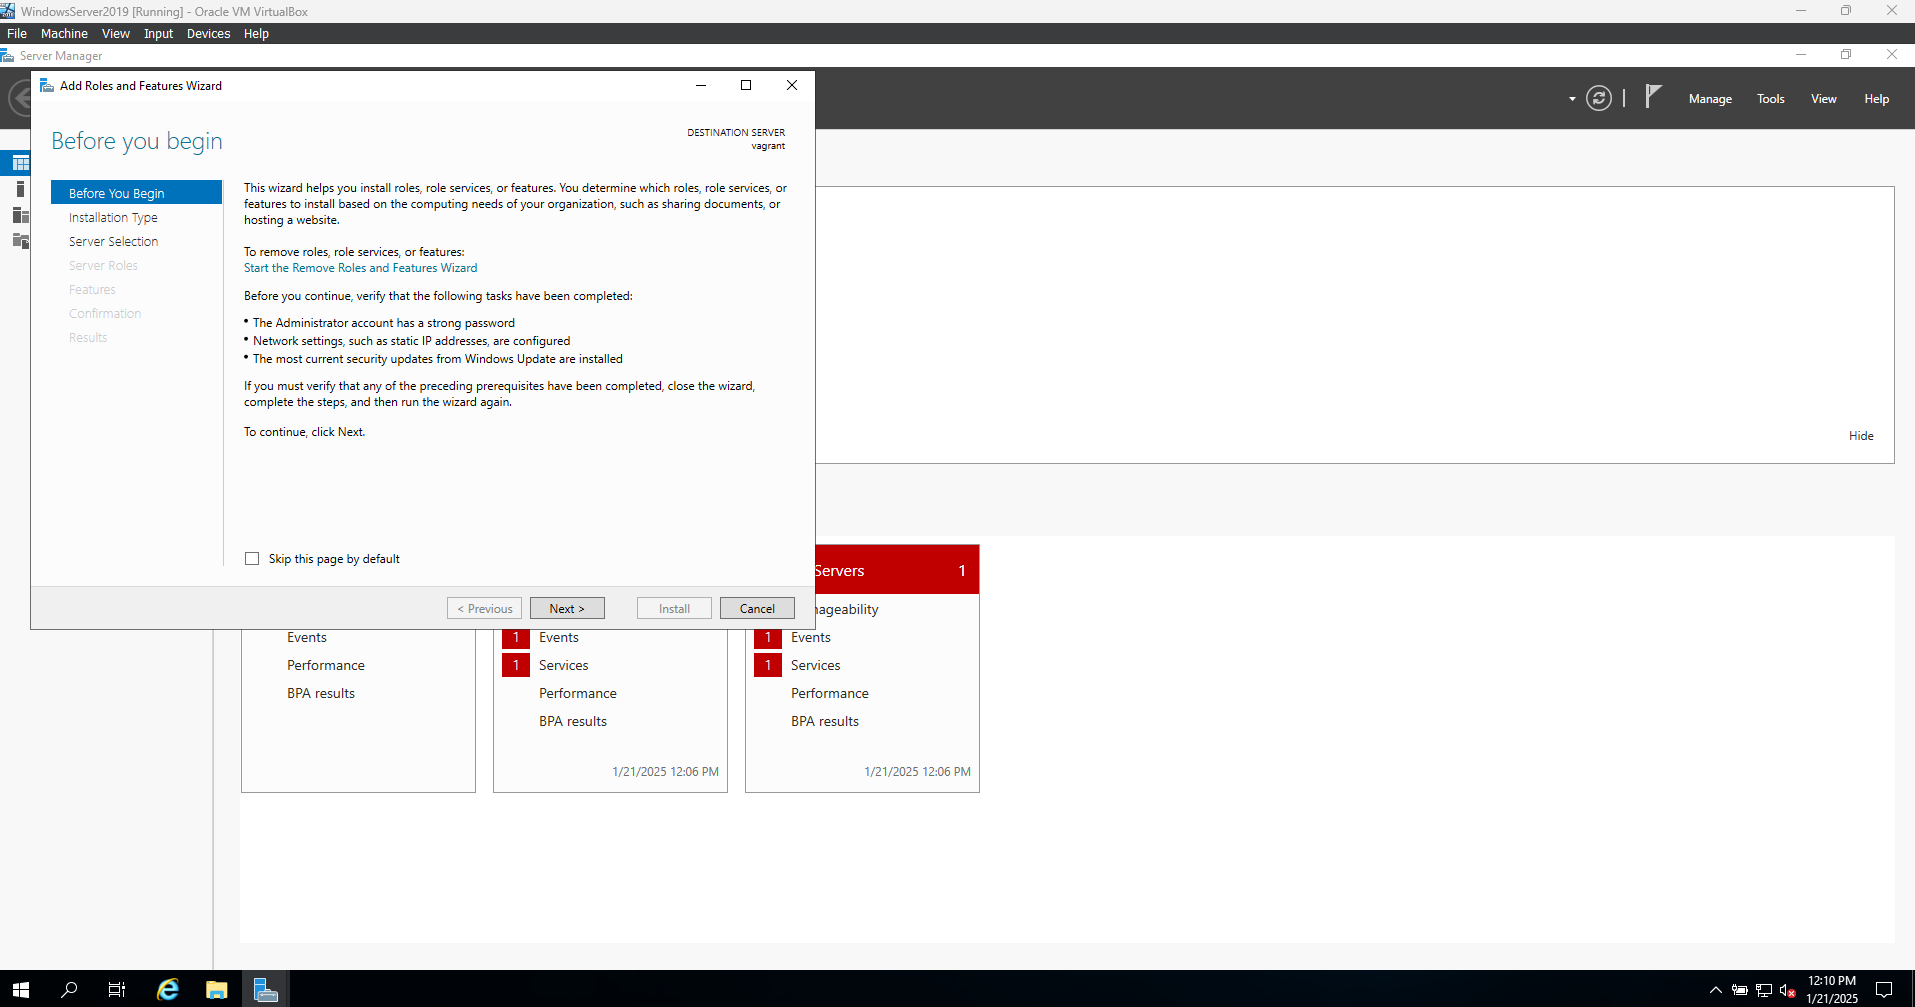 WindowsServer2019 [Running] - Oracle VM VirtualBox
File Machine View Input Devices Help
Server Manager
Add Roles and Features Wizard
Manage Tools View Help
Before you begin
DESTINATION SERVER
vagrant
Before You Begin
Installation Type
Server Selection
Server Roles
Features
Confirmation
Results
This wizard helps you install roles, role services, or features. You determine which roles, role services, or
features to install based on the computing needs of your organization, such as sharing documents, or
hosting a website.
To remove roles, role services, or features:
Start the Remove Roles and Features Wizard
Before you continue, verify that the following tasks have been completed:
• The Administrator account has a strong password
• Network settings, such as static IP addresses, are configured
• The most current security updates from Windows Update are installed
If you must verify that any of the preceding prerequisites have been completed, close the wizard,
complete the steps, and then run the wizard again.
To continue, click Next.
Skip this page by default
< Previous Next > Install Cancel
Hide
Events
Performance
BPA results
1 Events
1 Services
Performance
BPA results
1/21/2025 12:06 PM
Servers 1
nageability
1 Events
1 Services
Performance
BPA results
1/21/2025 12:06 PM
12:10 PM
1/21/2025